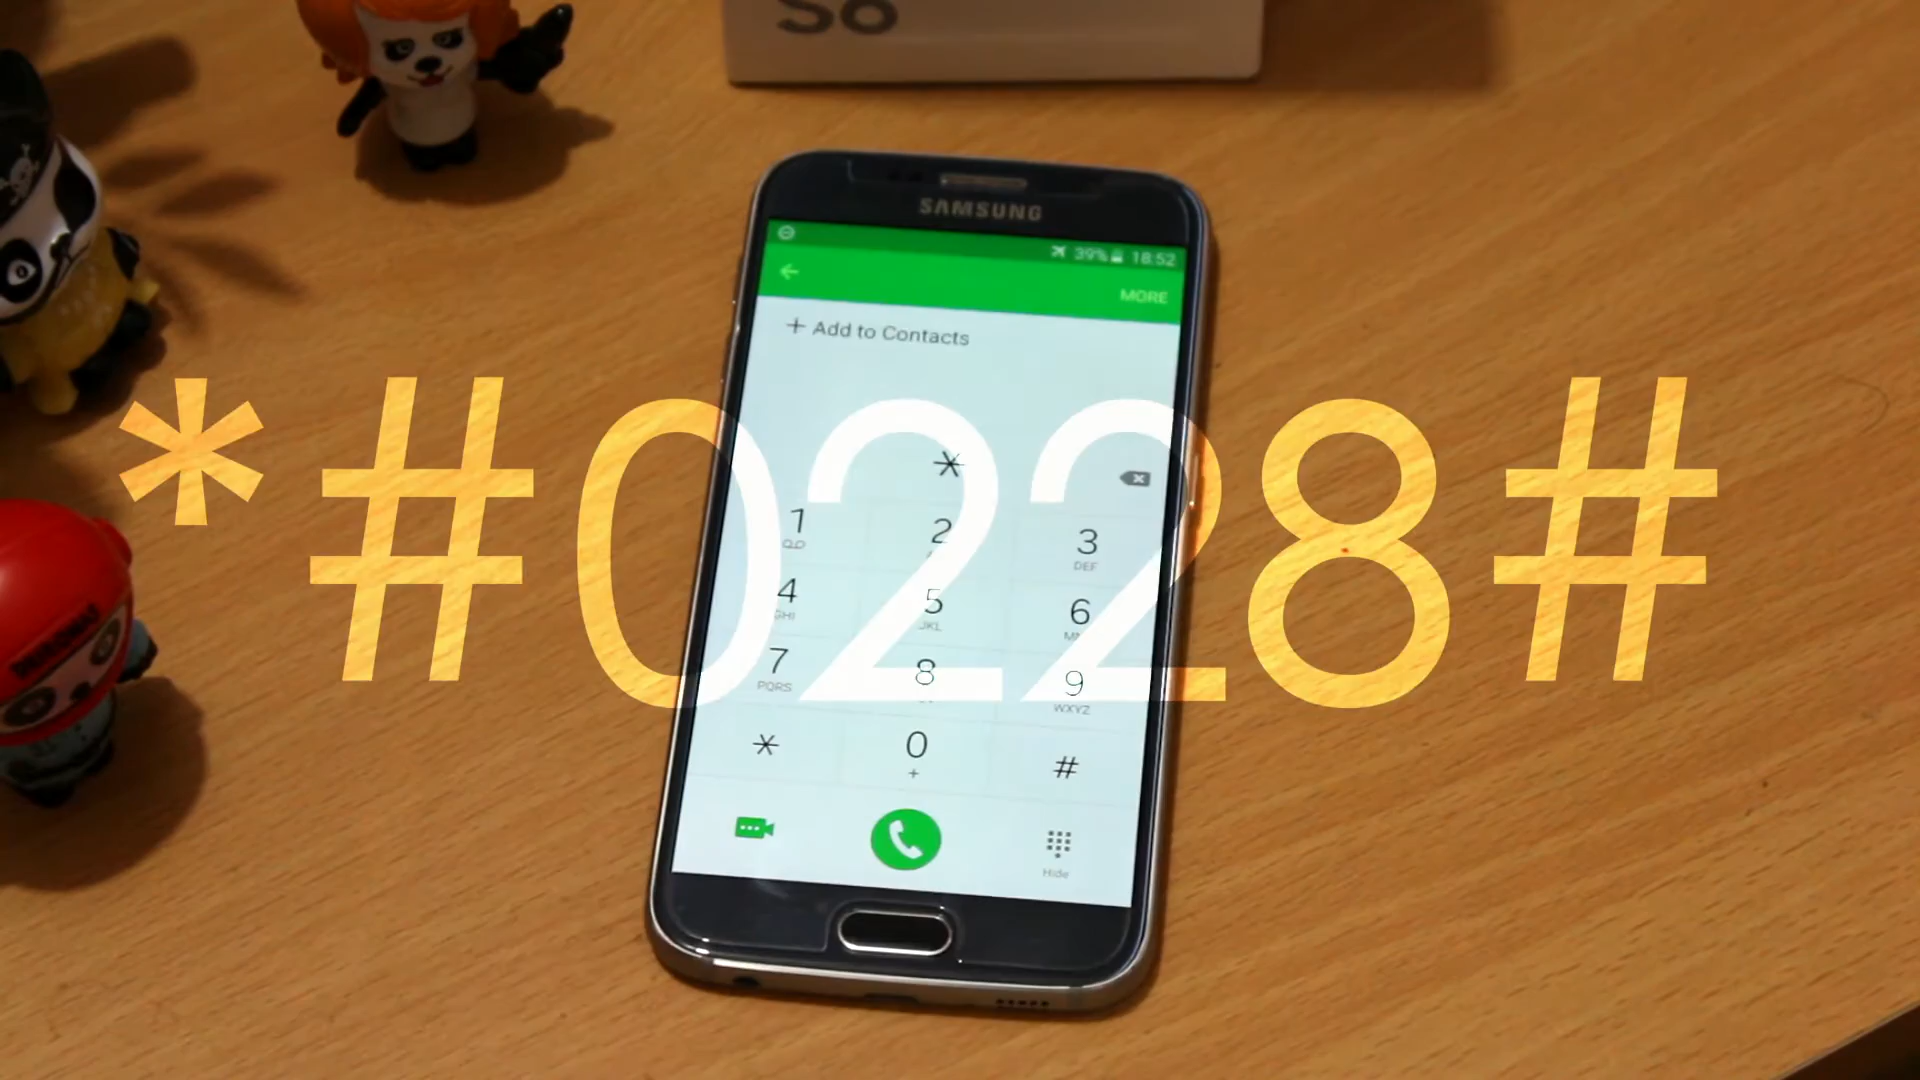 S6
SAMSUNG
39% 18:52
MORE
+ Add to Contacts
*#0228#
*
1 2 3
DEF
4 5 6
GHI JKL
7 8 9
PQRS WXYZ
* 0 #
+
Hide